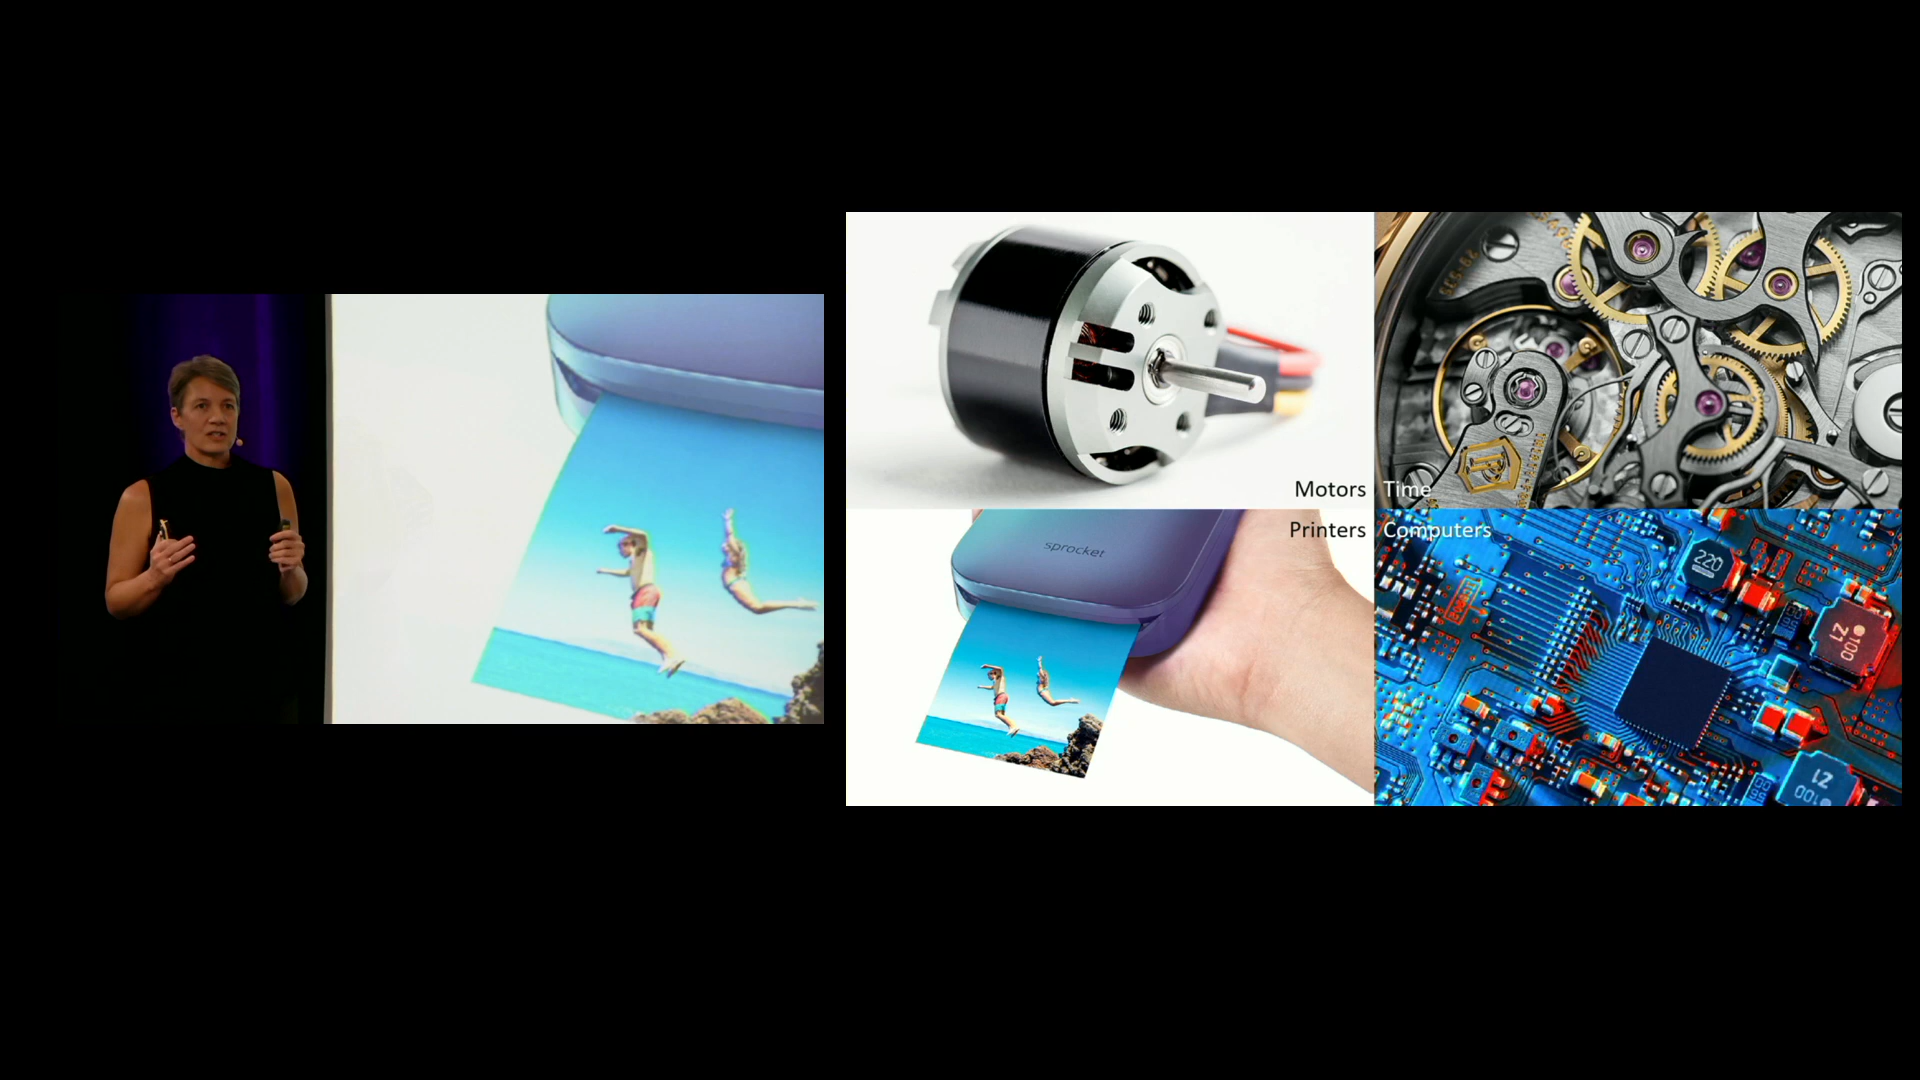 Motors
Time
Printers
Computers
sprocket
220
100
Z1
Z1
100